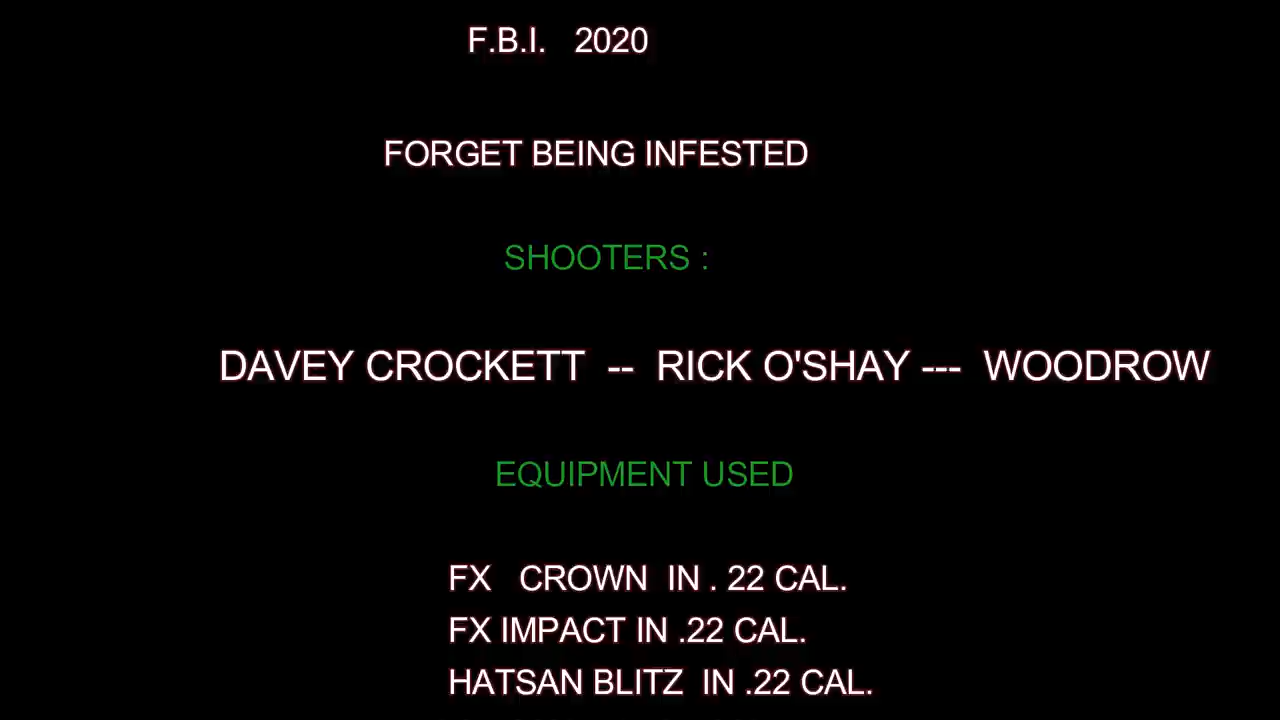 F.B.I. 2020
FORGET BEING INFESTED
SHOOTERS :
DAVEY CROCKETT -- RICK O'SHAY --- WOODROW
EQUIPMENT USED
FX CROWN IN . 22 CAL.
FX IMPACT IN .22 CAL.
HATSAN BLITZ IN .22 CAL.